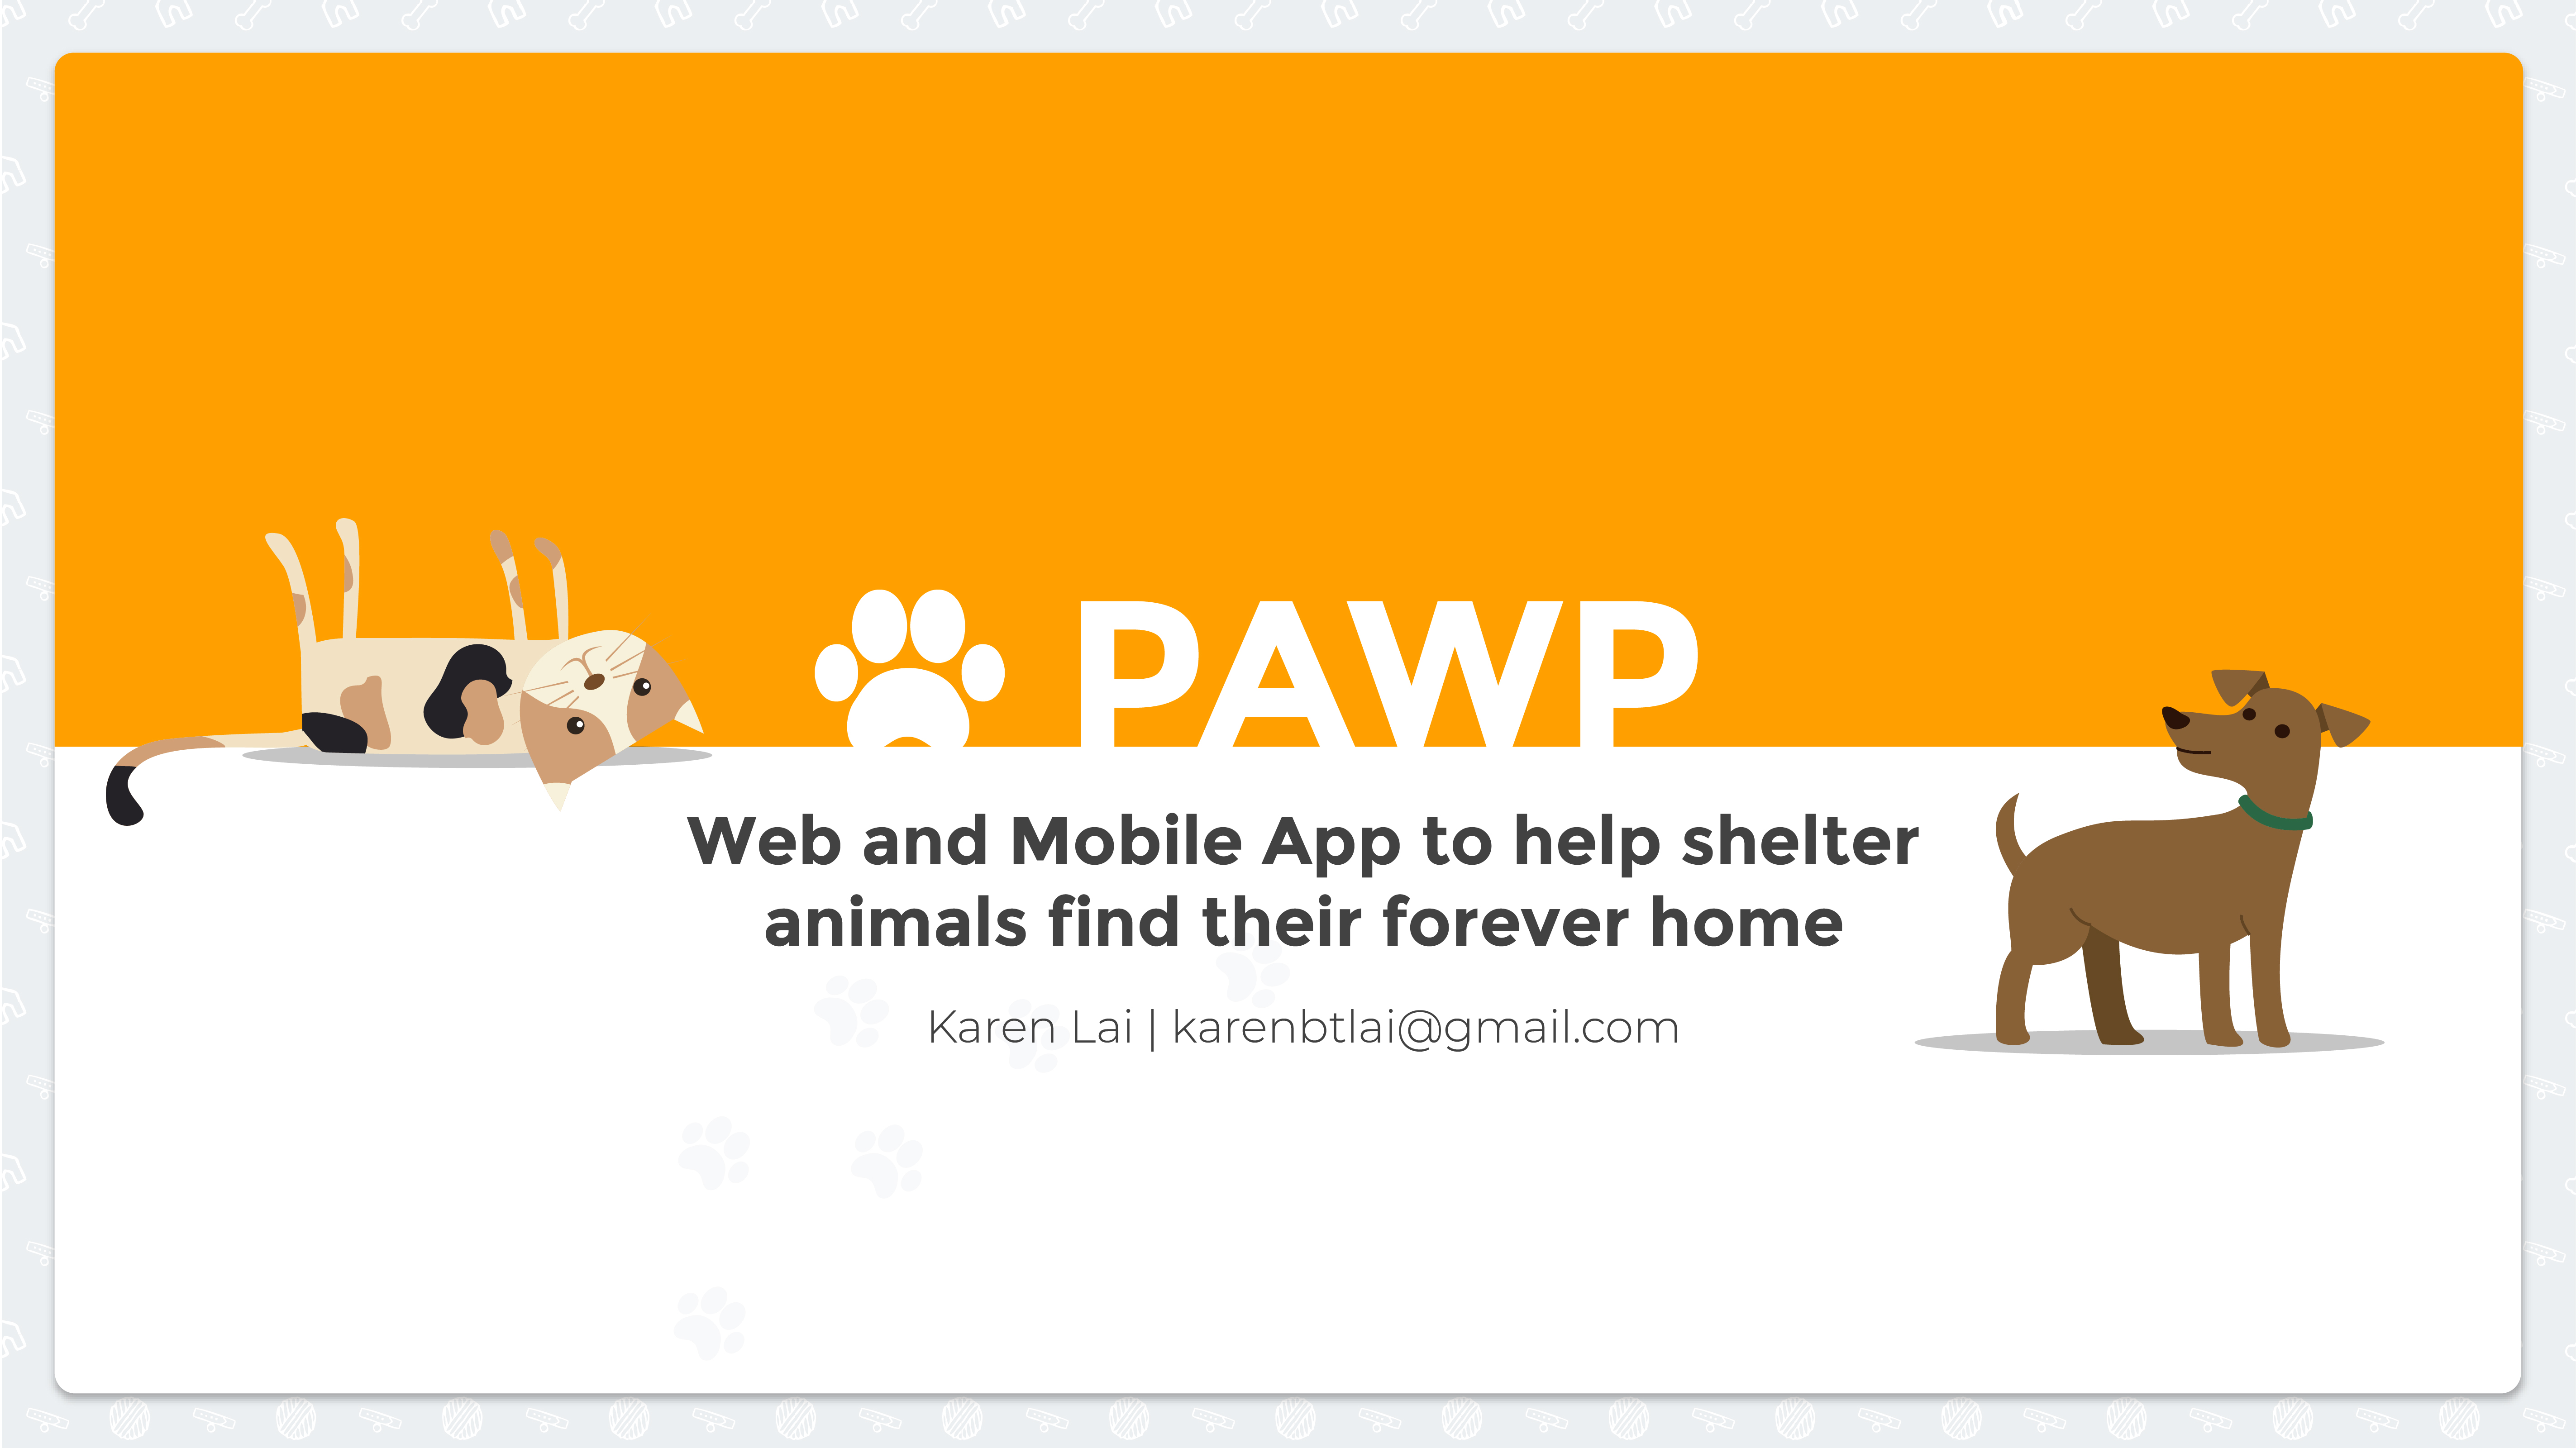 PAWP
Web and Mobile App to help shelter
animals find their forever home
Karen Lai | karenbtlai@gmail.com